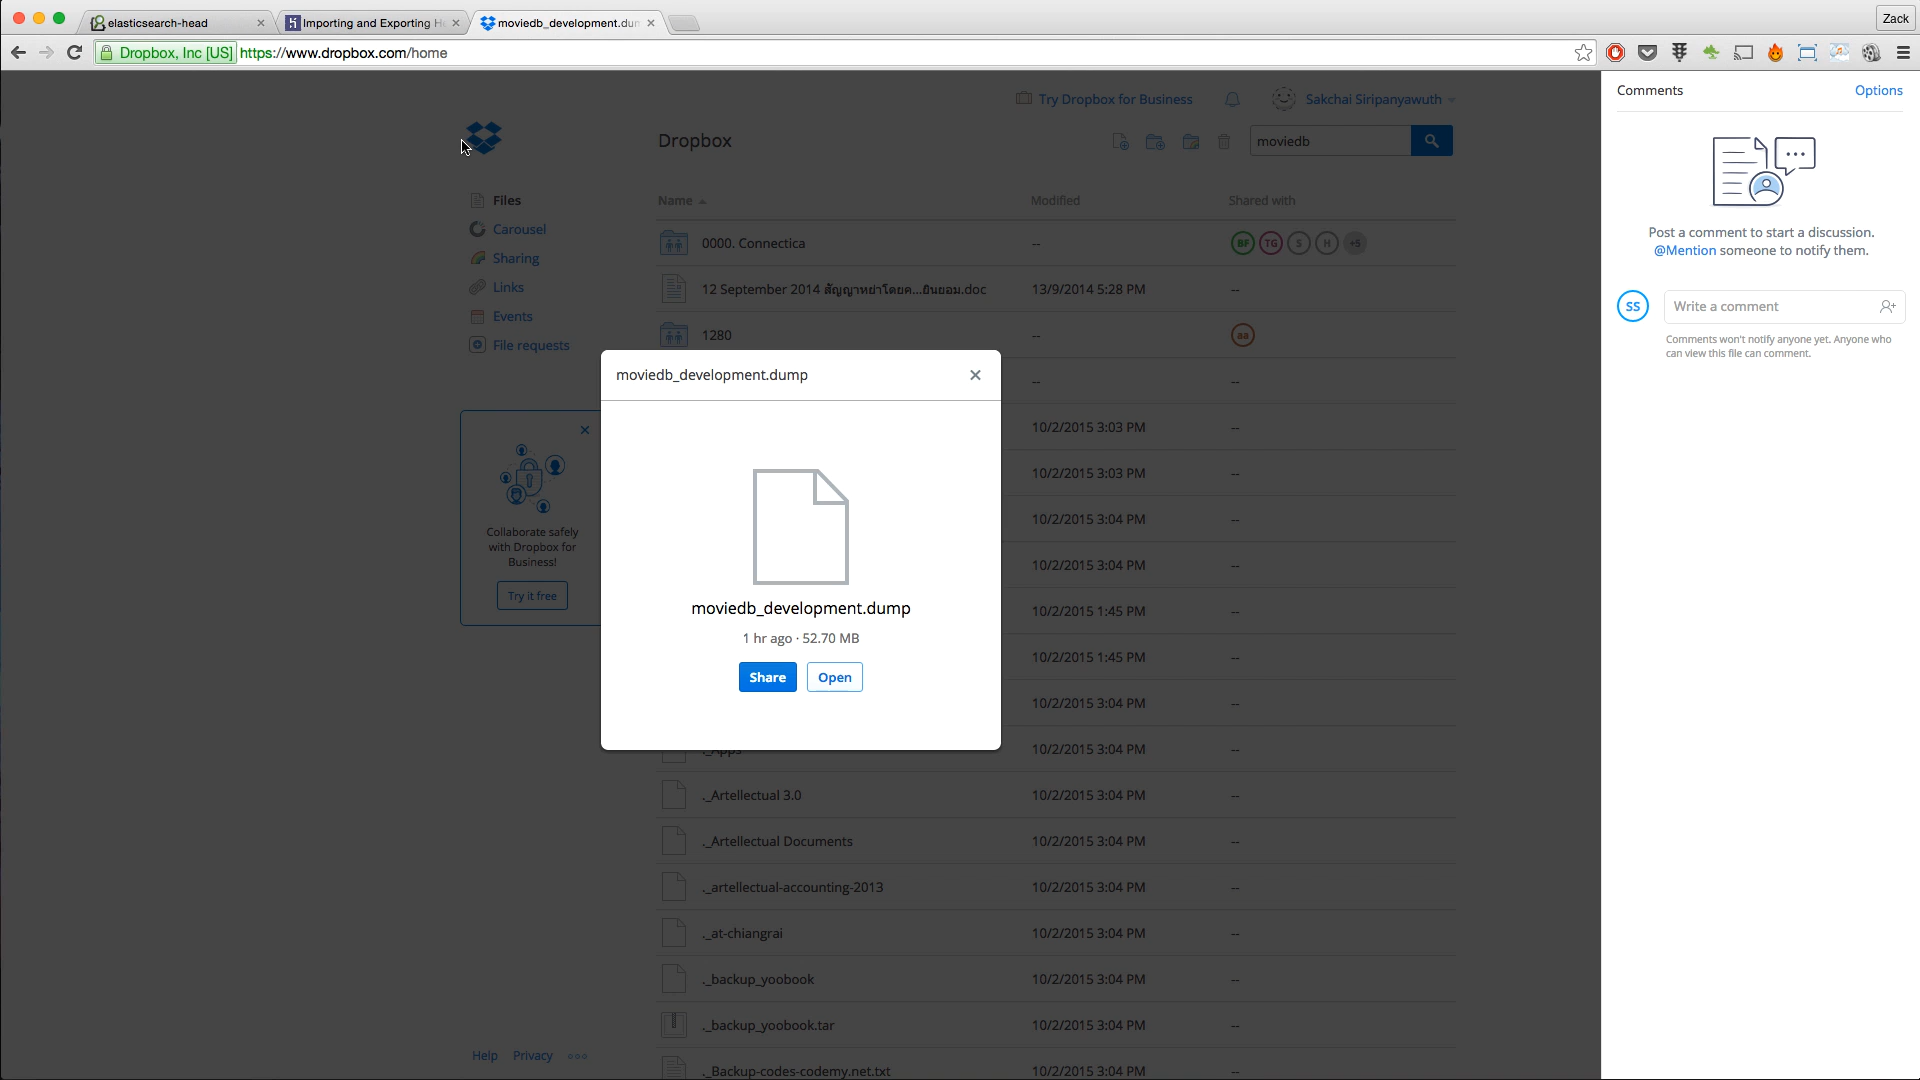 elasticsearch-head
Importing and Exporting H
moviedb_development.dum
Zack
Dropbox, Inc [US]
https://www.dropbox.com/home
Try Dropbox for Business
Sakchai Siripanyawuth
Dropbox
moviedb
Files
Carousel
Sharing
Links
Events
File requests
Name
Modified
Shared with
0000. Connectica
--
BF
TG
S
H
+5
12 September 2014 สัญญาหย่าโดยค...ยินยอม.doc
13/9/2014 5:28 PM
--
1280
--
aa
--
--
10/2/2015 3:03 PM
--
10/2/2015 3:03 PM
--
10/2/2015 3:04 PM
--
10/2/2015 3:04 PM
--
10/2/2015 1:45 PM
--
10/2/2015 1:45 PM
--
10/2/2015 3:04 PM
--
._Apps
10/2/2015 3:04 PM
--
._Artellectual 3.0
10/2/2015 3:04 PM
--
._Artellectual Documents
10/2/2015 3:04 PM
--
._artellectual-accounting-2013
10/2/2015 3:04 PM
--
._at-chiangrai
10/2/2015 3:04 PM
--
._backup_yoobook
10/2/2015 3:04 PM
--
._backup_yoobook.tar
10/2/2015 3:04 PM
--
._Backup-codes-codemy.net.txt
10/2/2015 3:04 PM
--
Collaborate safely
with Dropbox for
Business!
Try it free
Help
Privacy
moviedb_development.dump
moviedb_development.dump
1 hr ago · 52.70 MB
Share
Open
Comments
Options
Post a comment to start a discussion.
@Mention someone to notify them.
SS
Write a comment
Comments won't notify anyone yet. Anyone who
can view this file can comment.